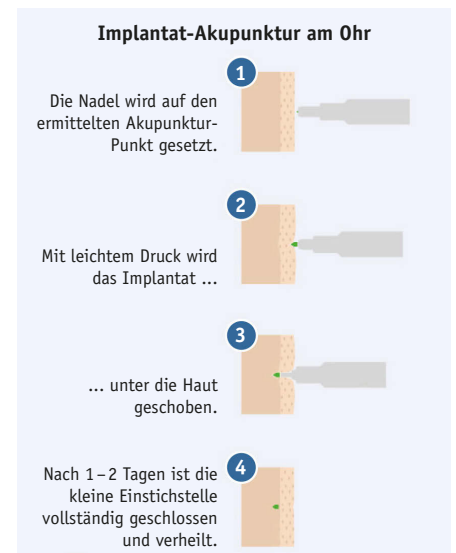 Implantat-Akupunktur am Ohr
1
Die Nadel wird auf den
ermittelten Akupunktur-
Punkt gesetzt.
2
Mit leichtem Druck wird
das Implantat ...
3
... unter die Haut
geschoben.
4
Nach 1–2 Tagen ist die
kleine Einstichstelle
vollständig geschlossen
und verheilt.